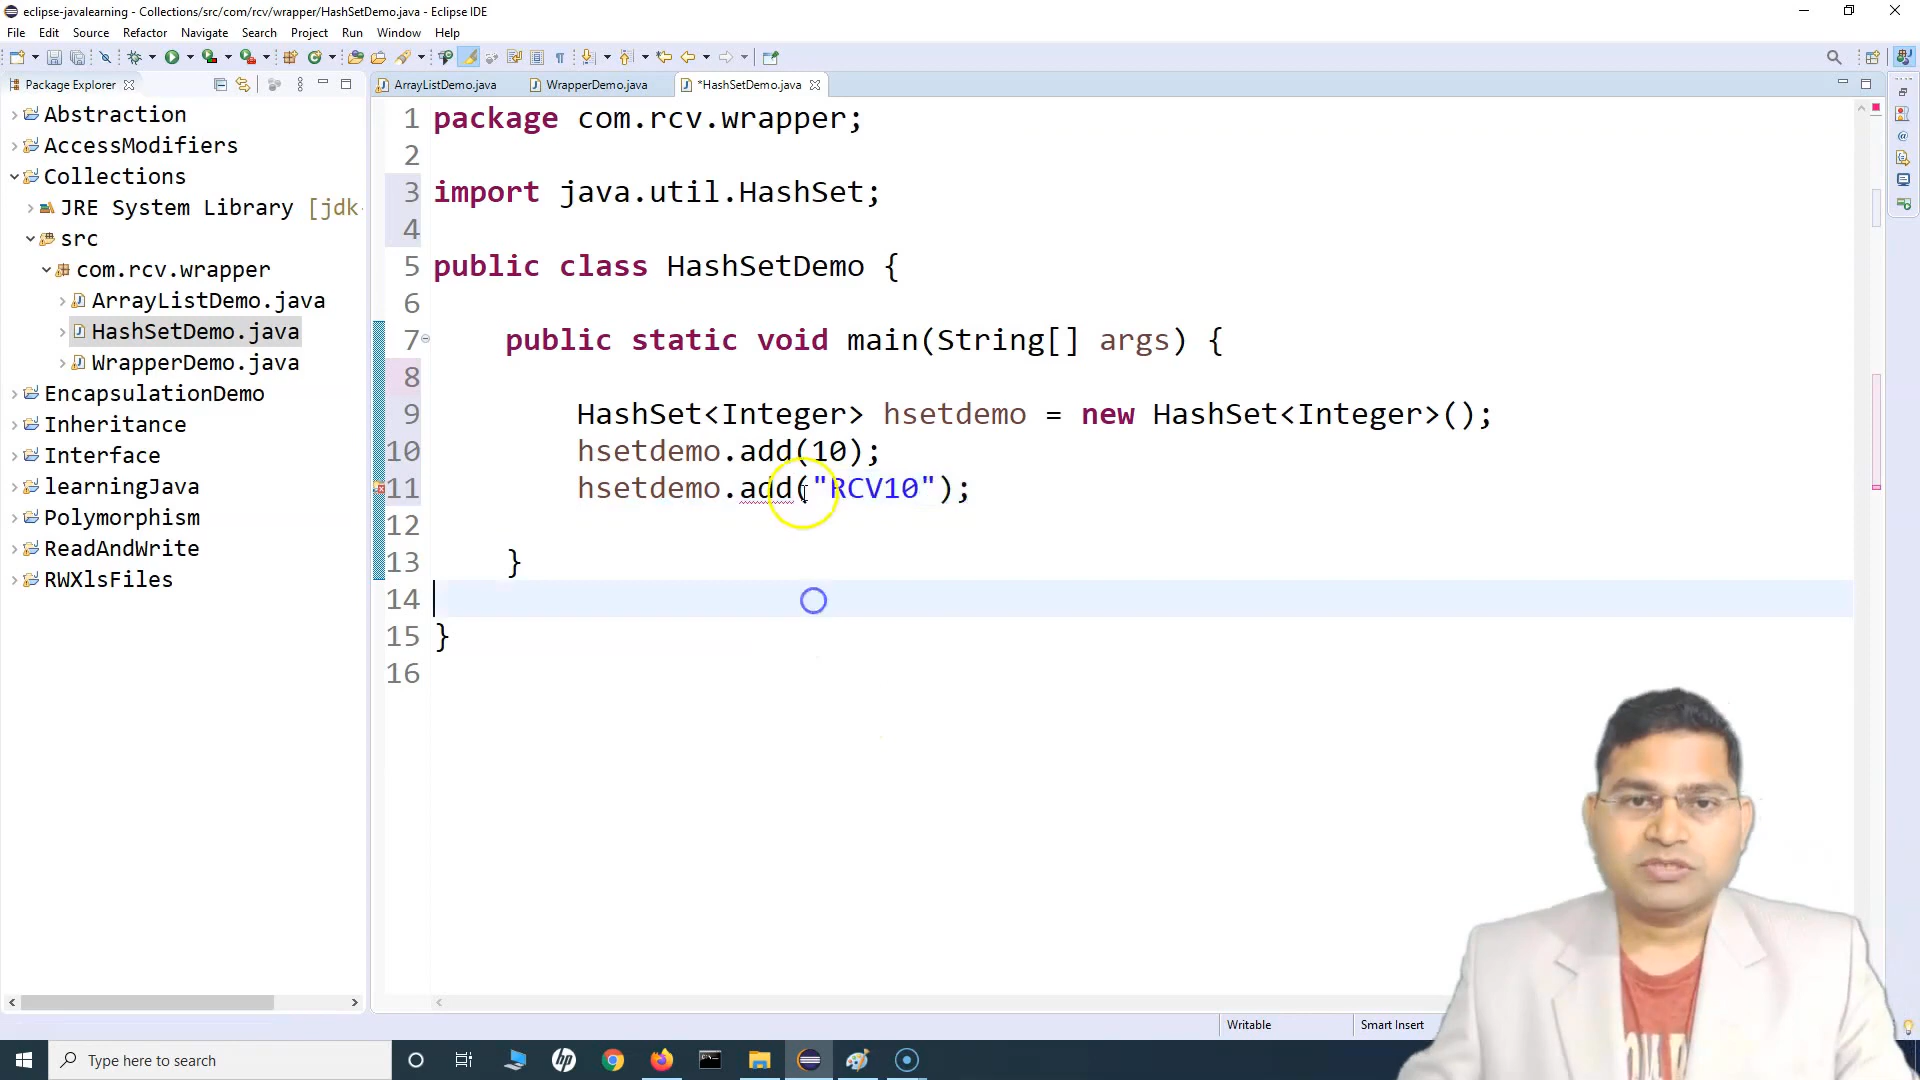 eclipse-javalearning - Collections/src/com/rcv/wrapper/HashSetDemo.java - Eclipse IDE
File Edit Source Refactor Navigate Search Project Run Window Help
Package Explorer
ArrayListDemo.java
WrapperDemo.java
*HashSetDemo.java
Abstraction
AccessModifiers
Collections
JRE System Library [jdk-
src
com.rcv.wrapper
ArrayListDemo.java
HashSetDemo.java
WrapperDemo.java
EncapsulationDemo
Inheritance
Interface
learningJava
Polymorphism
ReadAndWrite
RWXlsFiles
1 package com.rcv.wrapper;
2
3 import java.util.HashSet;
4
5 public class HashSetDemo {
6
7 public static void main(String[] args) {
8
9 HashSet<Integer> hsetdemo = new HashSet<Integer>();
10 hsetdemo.add(10);
11 hsetdemo.add("RCV10");
12
13 }
14
15 }
16
Writable
Smart Insert
Type here to search
hp